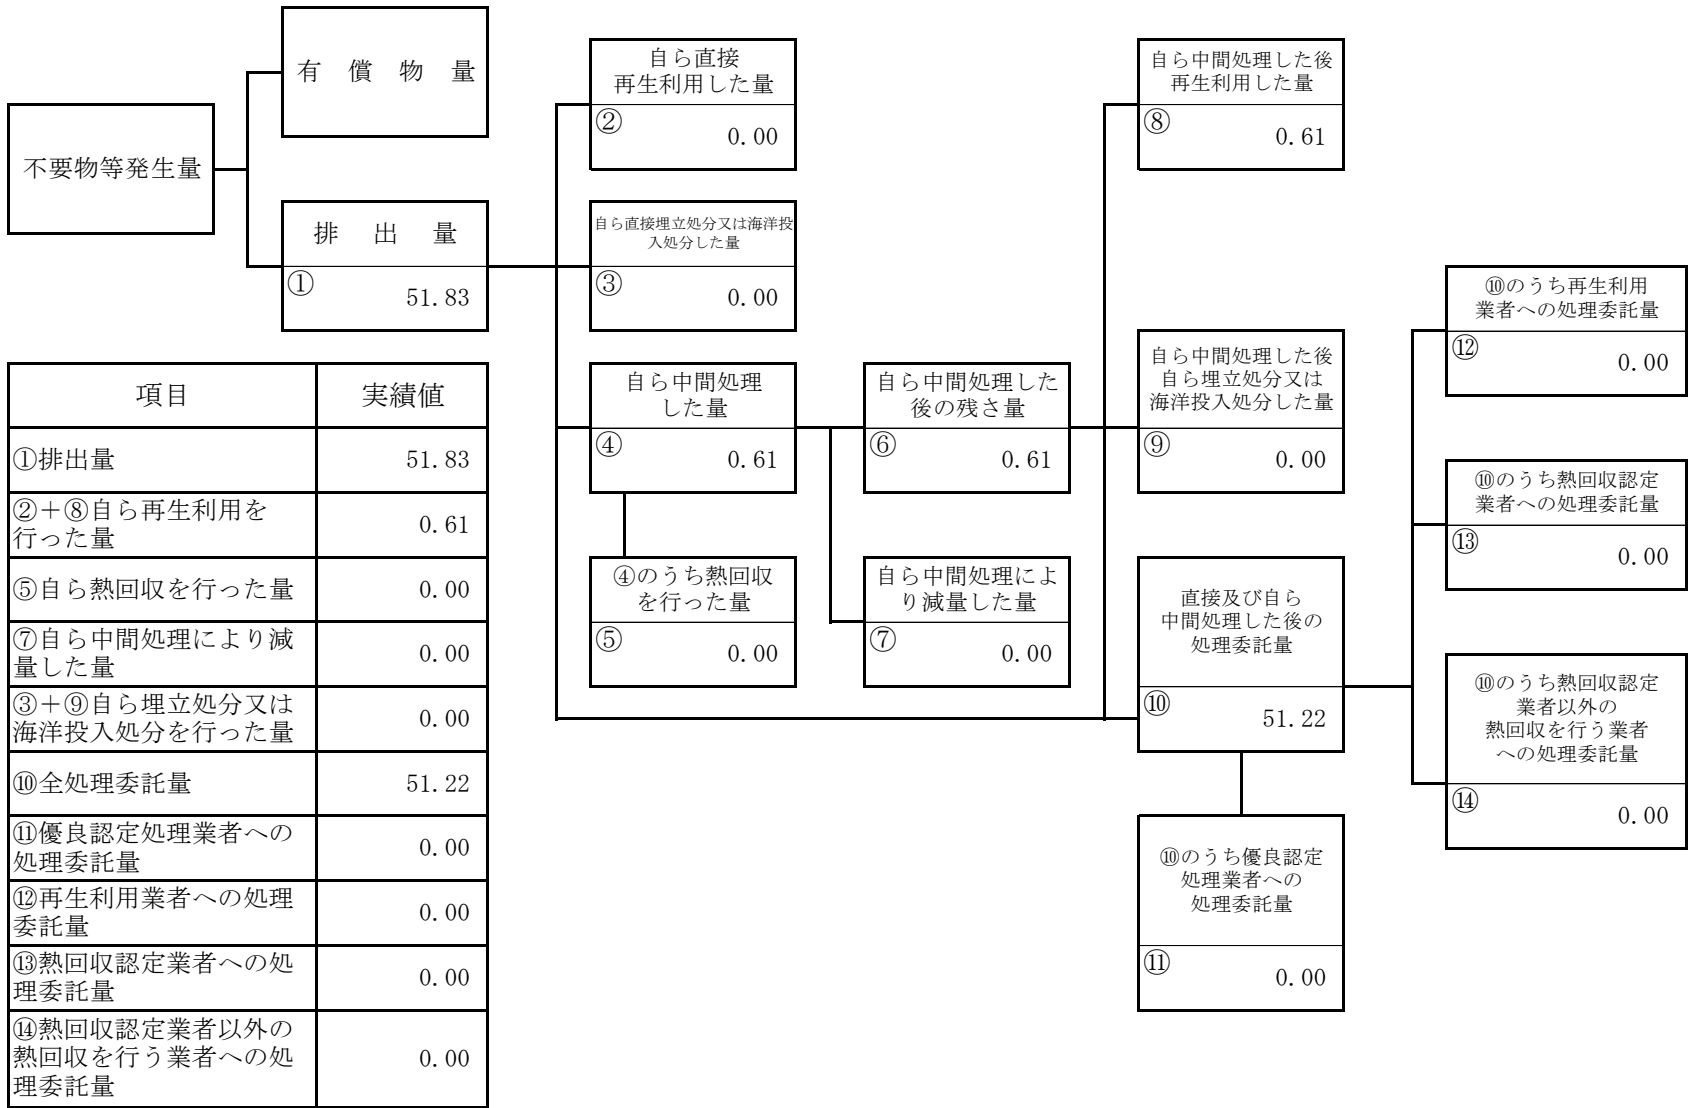 有償物量
不要物等発生量
排出量
①
51.83
自ら直接
再生利用した量
②
0.00
自ら直接埋立処分又は海洋投
入処分した量
③
0.00
自ら中間処理
した量
④
0.61
④のうち熱回収
を行った量
⑤
0.00
自ら中間処理した
後の残さ量
⑥
0.61
自ら中間処理によ
り減量した量
⑦
0.00
自ら中間処理した後
再生利用した量
⑧
0.61
自ら中間処理した後
自ら埋立処分又は
海洋投入処分した量
⑨
0.00
直接及び自ら
中間処理した後の
処理委託量
⑩
51.22
⑩のうち優良認定
処理業者への
処理委託量
⑪
0.00
⑩のうち再生利用
業者への処理委託量
⑫
0.00
⑩のうち熱回収認定
業者への処理委託量
⑬
0.00
⑩のうち熱回収認定
業者以外の
熱回収を行う業者
への処理委託量
⑭
0.00
項目 実績値
①排出量 51.83
②+⑧自ら再生利用を
行った量 0.61
⑤自ら熱回収を行った量 0.00
⑦自ら中間処理により減
量した量 0.00
③+⑨自ら埋立処分又は
海洋投入処分を行った量 0.00
⑩全処理委託量 51.22
⑪優良認定処理業者への
処理委託量 0.00
⑫再生利用業者への処理
委託量 0.00
⑬熱回収認定業者への処
理委託量 0.00
⑭熱回収認定業者以外の
熱回収を行う業者への処
理委託量 0.00